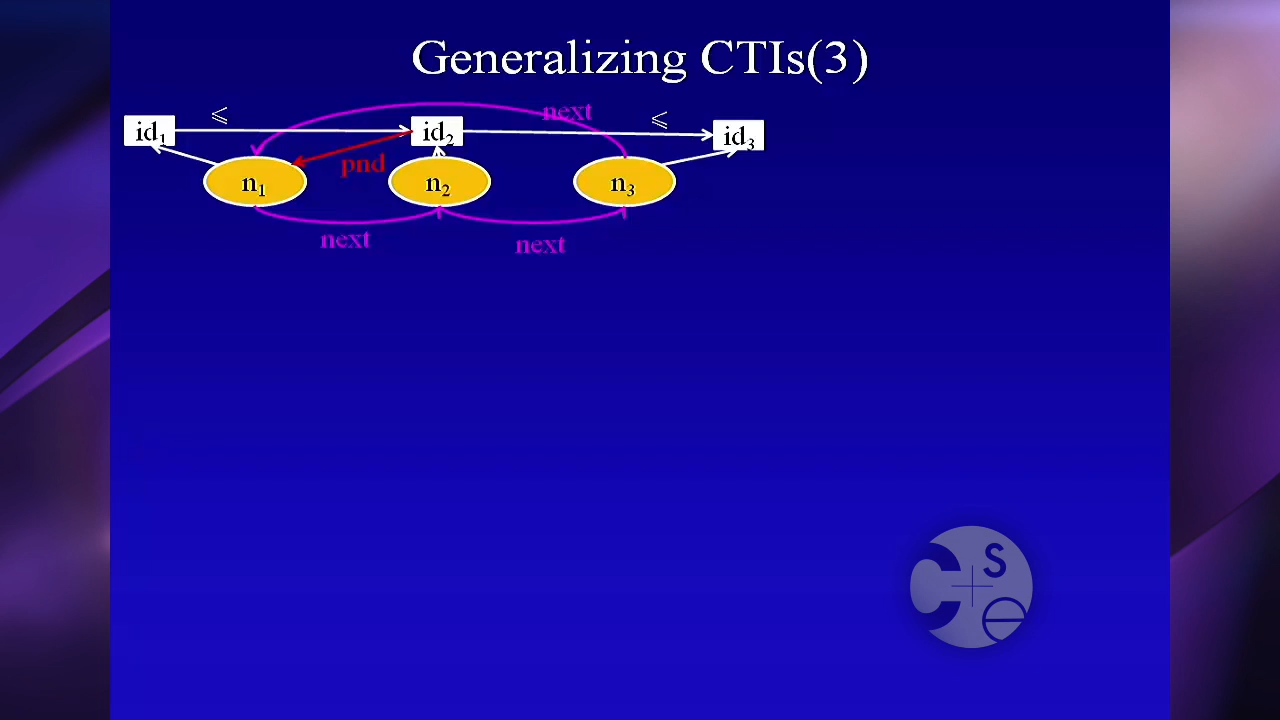 Generalizing CTIs(3)
≤ next ≤
id₁ id₂ id₃
pnd
n₁ n₂ n₃
next next
C S e